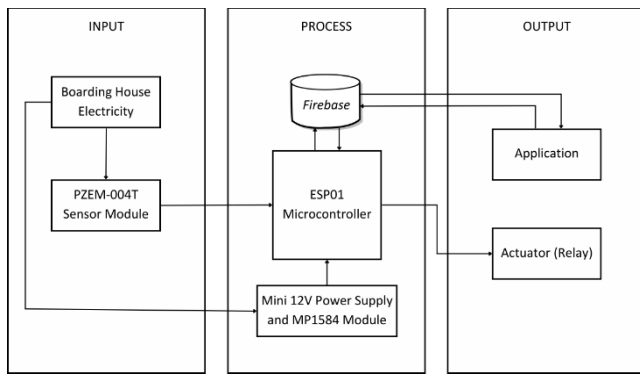 INPUT
Boarding House
Electricity
PZEM-004T
Sensor Module
PROCESS
Firebase
ESP01
Microcontroller
Mini 12V Power Supply
and MP1584 Module
OUTPUT
Application
Actuator (Relay)